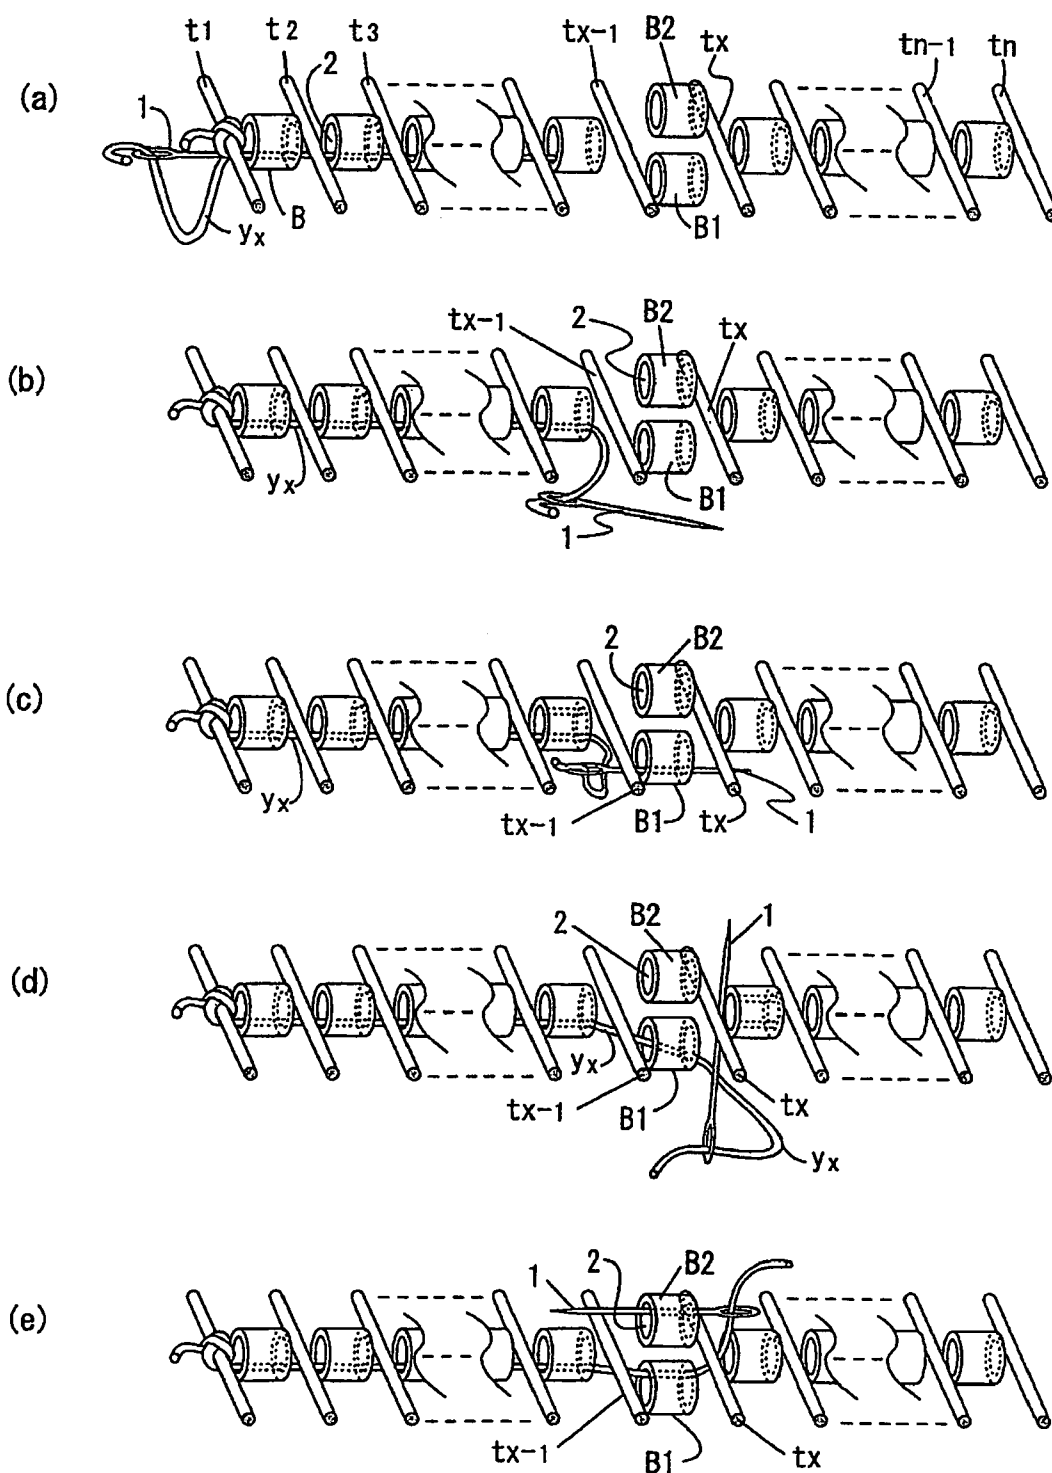 (a)
t1 t2 t3 tx-1 B2 tx tn-1 tn
1 2
yx B B1
(b)
tx-1 2 B2 tx
yx B1
1
(c)
2 B2
yx tx-1 B1 tx 1
(d)
2 B2 1
yx
tx-1 B1 tx
yx
(e)
1 2 B2
tx-1 B1 tx